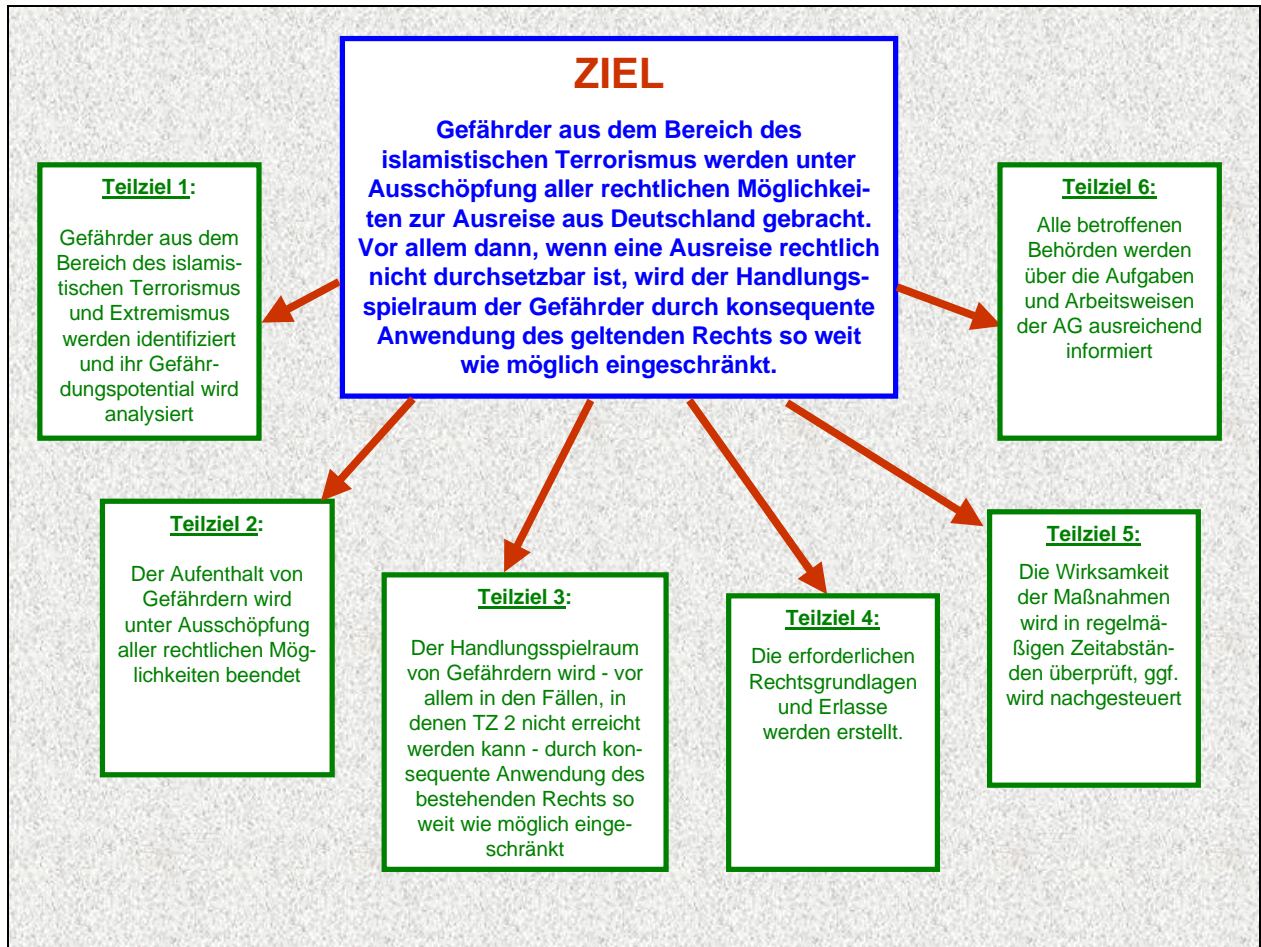 ZIEL
Gefährder aus dem Bereich des
islamistischen Terrorismus werden unter
Ausschöpfung aller rechtlichen Möglichkei-
ten zur Ausreise aus Deutschland gebracht.
Vor allem dann, wenn eine Ausreise rechtlich
nicht durchsetzbar ist, wird der Handlungs-
spielraum der Gefährder durch konsequente
Anwendung des geltenden Rechts so weit
wie möglich eingeschränkt.
Teilziel 1:
Gefährder aus dem
Bereich des islamis-
tischen Terrorismus
und Extremismus
werden identifiziert
und ihr Gefähr-
dungspotential wird
analysiert
Teilziel 2:
Der Aufenthalt von
Gefährdern wird
unter Ausschöpfung
aller rechtlichen Mög-
lichkeiten beendet
Teilziel 3:
Der Handlungsspielraum
von Gefährdern wird - vor
allem in den Fällen, in
denen TZ 2 nicht erreicht
werden kann - durch kon-
sequente Anwendung des
bestehenden Rechts so
weit wie möglich einge-
schränkt
Teilziel 4:
Die erforderlichen
Rechtsgrundlagen
und Erlasse
werden erstellt.
Teilziel 5:
Die Wirksamkeit
der Maßnahmen
wird in regelmä-
ßigen Zeitabstän-
den überprüft, ggf.
wird nachgesteuert
Teilziel 6:
Alle betroffenen
Behörden werden
über die Aufgaben
und Arbeitsweisen
der AG ausreichend
informiert